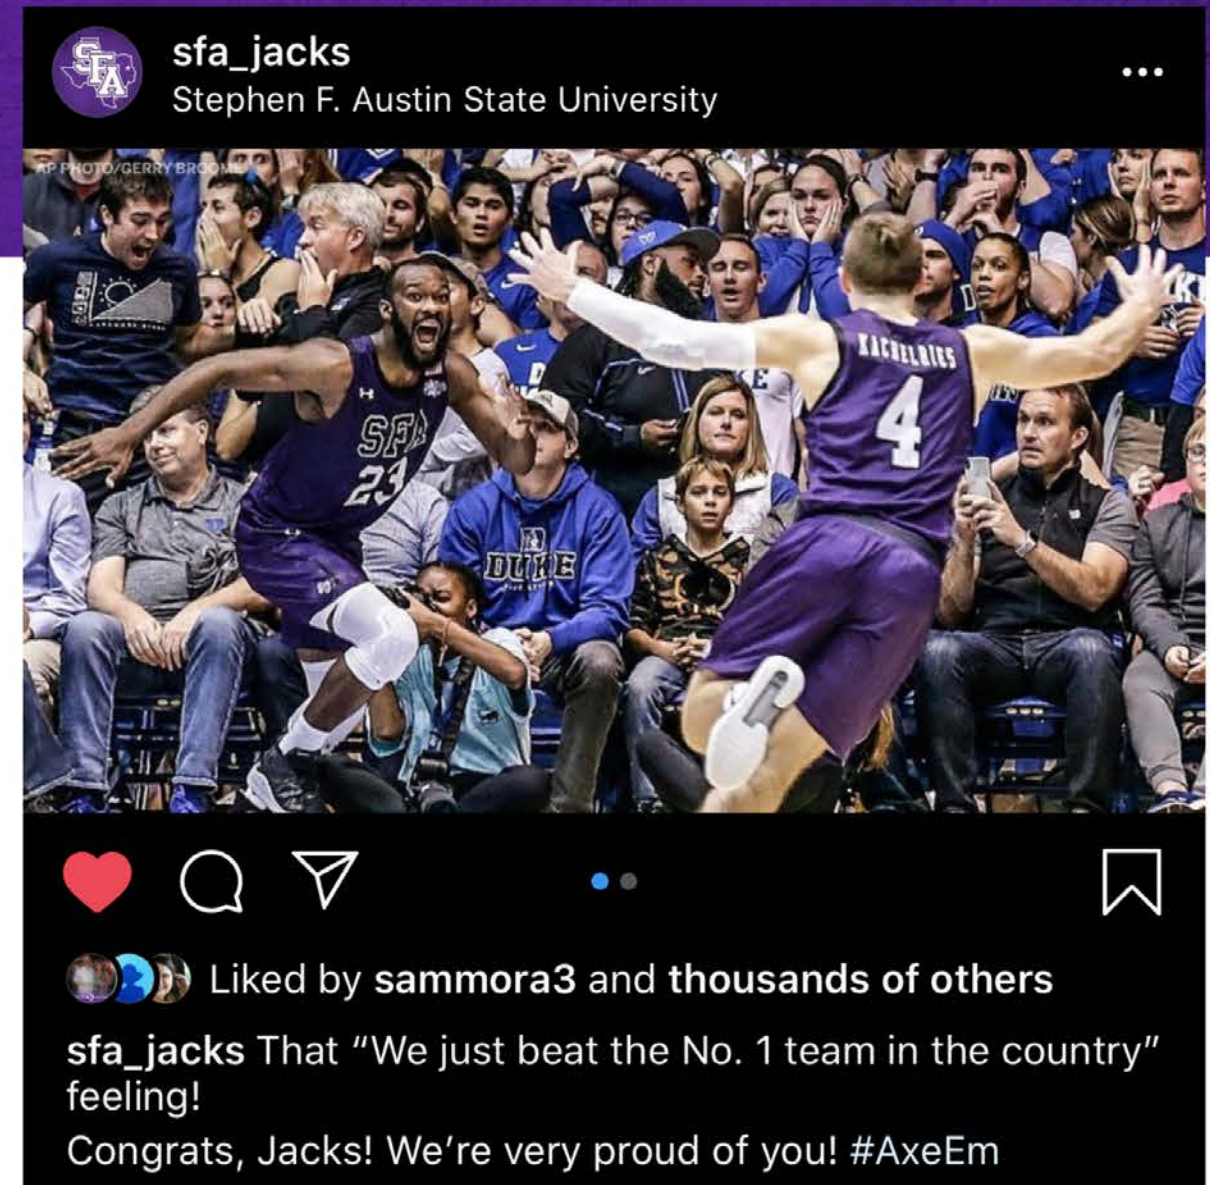 SFA
sfa_jacks
Stephen F. Austin State University
AP PHOTO/GERRY BROOME
KACHELRIES
4
SFA
23
DUKE
Liked by sammora3 and thousands of others
sfa_jacks That “We just beat the No. 1 team in the country”
feeling!
Congrats, Jacks! We’re very proud of you! #AxeEm